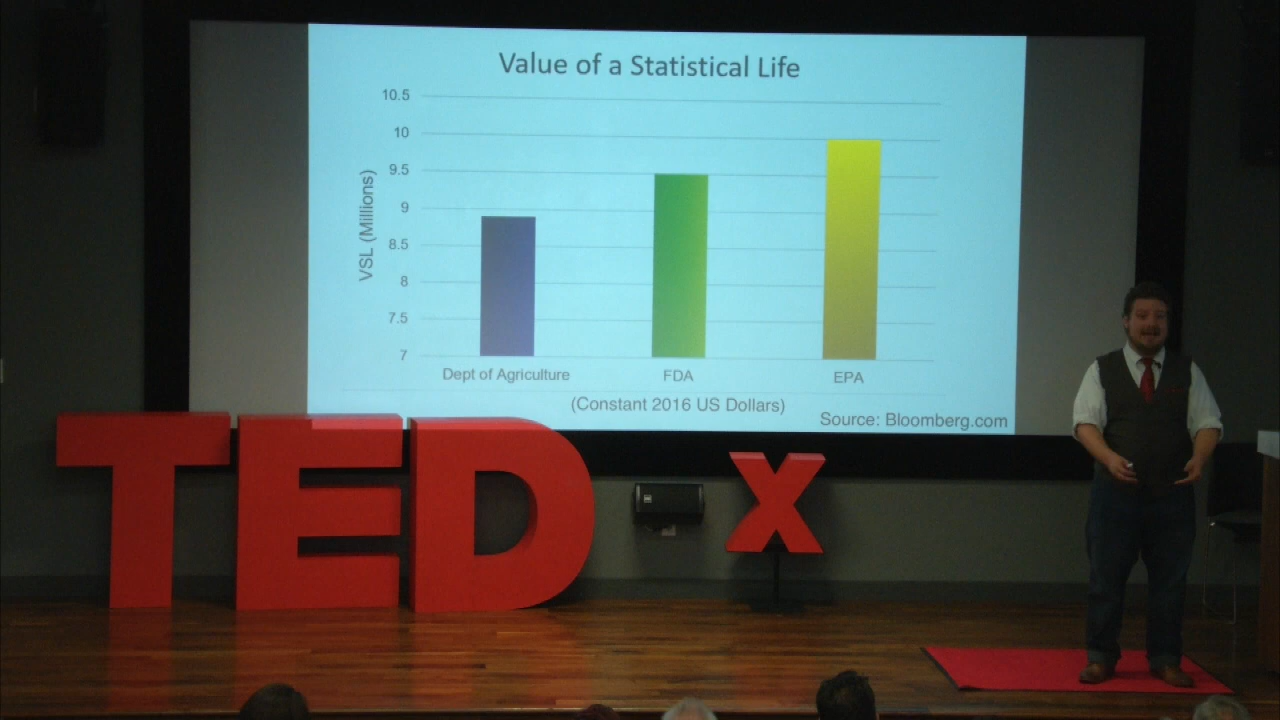 Value of a Statistical Life
VSL (Millions)
10.5
10
9.5
9
8.5
8
7.5
7
Dept of Agriculture FDA EPA
(Constant 2016 US Dollars)
Source: Bloomberg.com
TED x